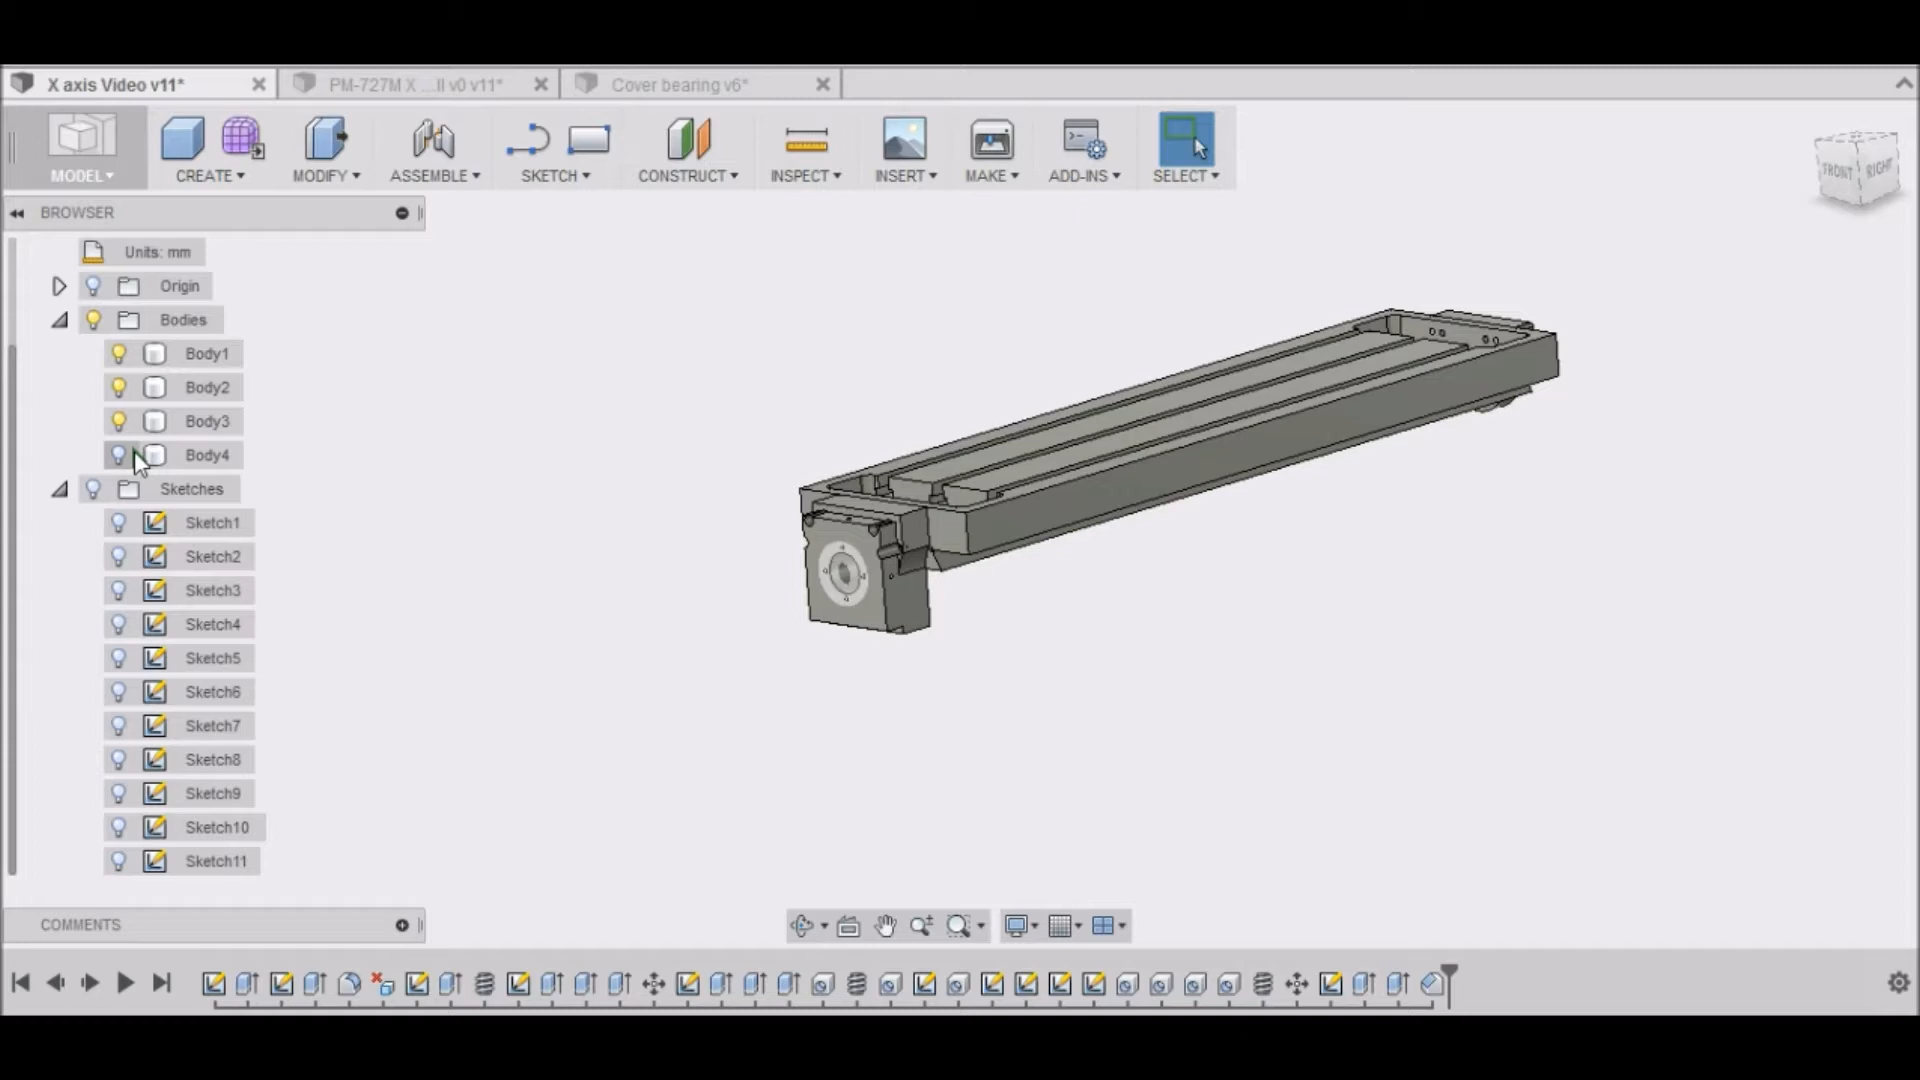 X axis Video v11*
PM-727M X ...ll v0 v11*
Cover bearing v6*
MODEL
CREATE
MODIFY
ASSEMBLE
SKETCH
CONSTRUCT
INSPECT
INSERT
MAKE
ADD-INS
SELECT
FRONT
RIGHT
BROWSER
Units: mm
Origin
Bodies
Body1
Body2
Body3
Body4
Sketches
Sketch1
Sketch2
Sketch3
Sketch4
Sketch5
Sketch6
Sketch7
Sketch8
Sketch9
Sketch10
Sketch11
COMMENTS